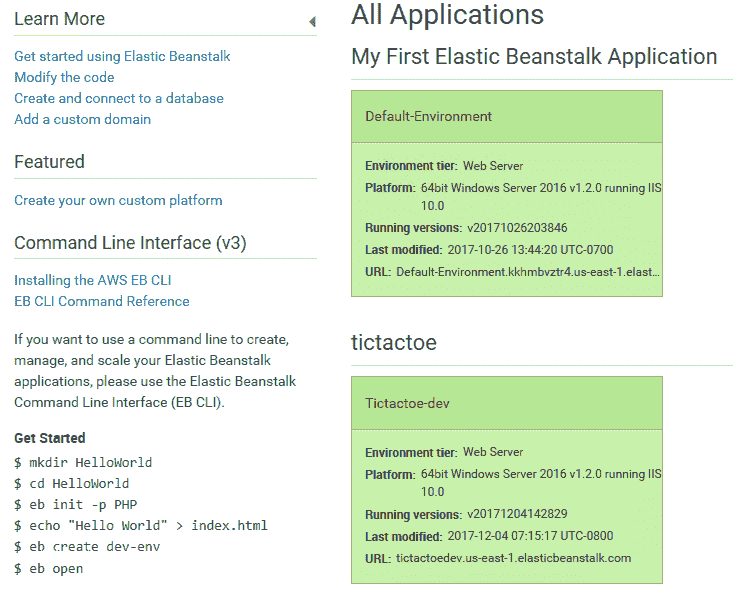 Learn More
Get started using Elastic Beanstalk
Modify the code
Create and connect to a database
Add a custom domain
Featured
Create your own custom platform
Command Line Interface (v3)
Installing the AWS EB CLI
EB CLI Command Reference
If you want to use a command line to create,
manage, and scale your Elastic Beanstalk
applications, please use the Elastic Beanstalk
Command Line Interface (EB CLI).
Get Started
$ mkdir HelloWorld
$ cd HelloWorld
$ eb init -p PHP
$ echo "Hello World" > index.html
$ eb create dev-env
$ eb open
All Applications
My First Elastic Beanstalk Application
Default-Environment
Environment tier: Web Server
Platform: 64bit Windows Server 2016 v1.2.0 running IIS
10.0
Running versions: v20171026203846
Last modified: 2017-10-26 13:44:20 UTC-0700
URL: Default-Environment.kkhmbvztr4.us-east-1.elast...
tictactoe
Tictactoe-dev
Environment tier: Web Server
Platform: 64bit Windows Server 2016 v1.2.0 running IIS
10.0
Running versions: v20171204142829
Last modified: 2017-12-04 07:15:17 UTC-0800
URL: tictactoedev.us-east-1.elasticbeanstalk.com